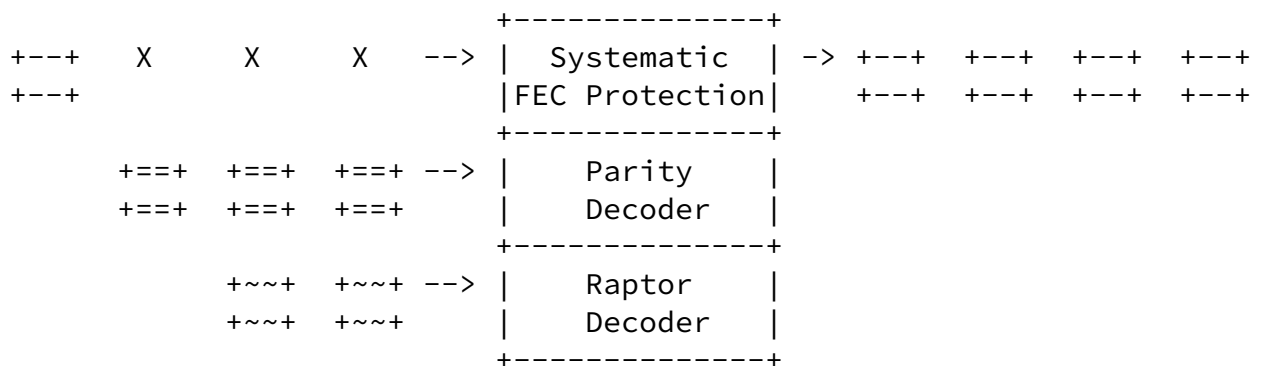 +--------------+
+--+   X     X     X   --> |  Systematic  | -> +--+  +--+  +--+  +--+
+--+                       |FEC Protection|    +--+  +--+  +--+  +--+
                           +--------------+
      +==+  +==+  +==+ --> |    Parity    |
      +==+  +==+  +==+     |    Decoder   |
                           +--------------+
            +~~+  +~~+ --> |    Raptor    |
            +~~+  +~~+     |    Decoder   |
                           +--------------+